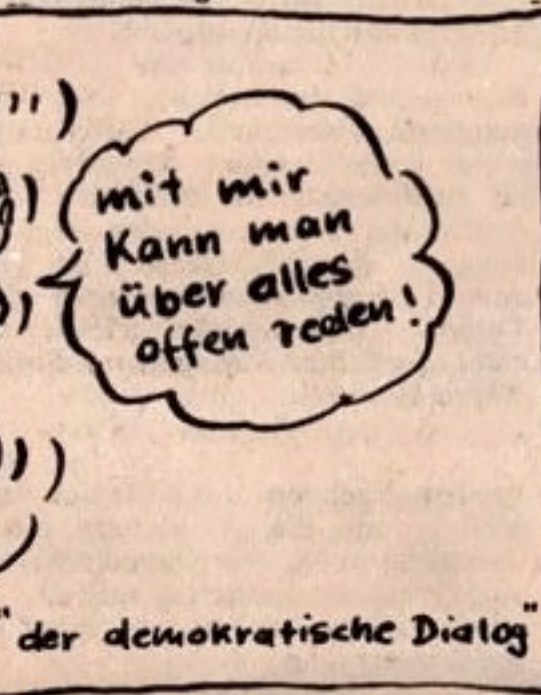 mit mir
Kann man
über alles
offen reden!
"der demokratische Dialog"